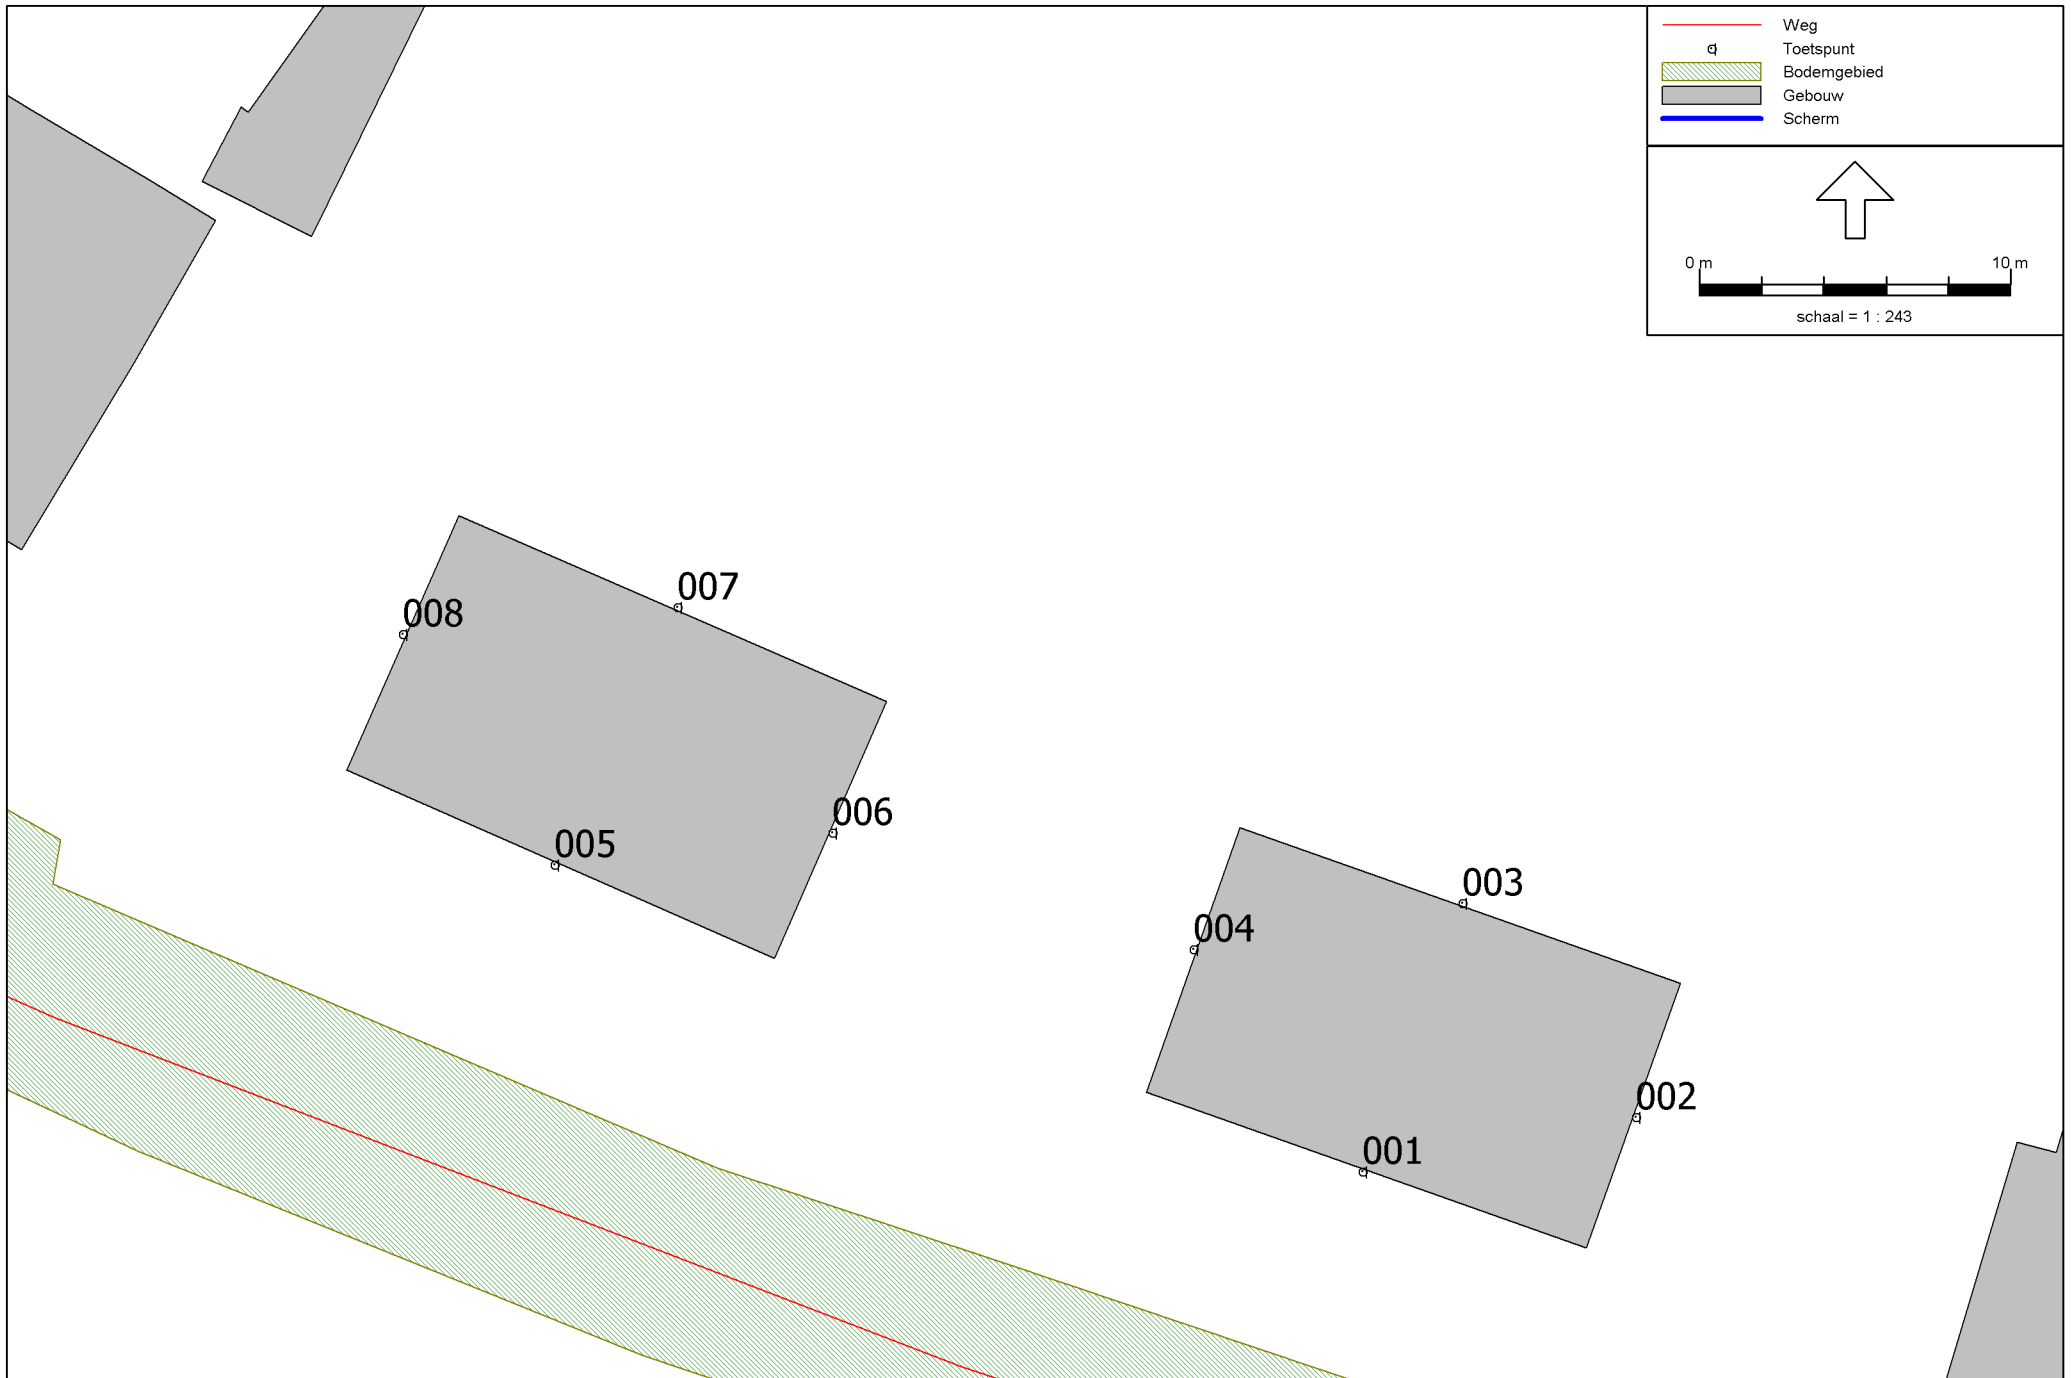 Weg
Toetspunt
Bodemgebied
Gebouw
Scherm
0 m 10 m
schaal = 1 : 243
007
008
006
005
003
004
002
001